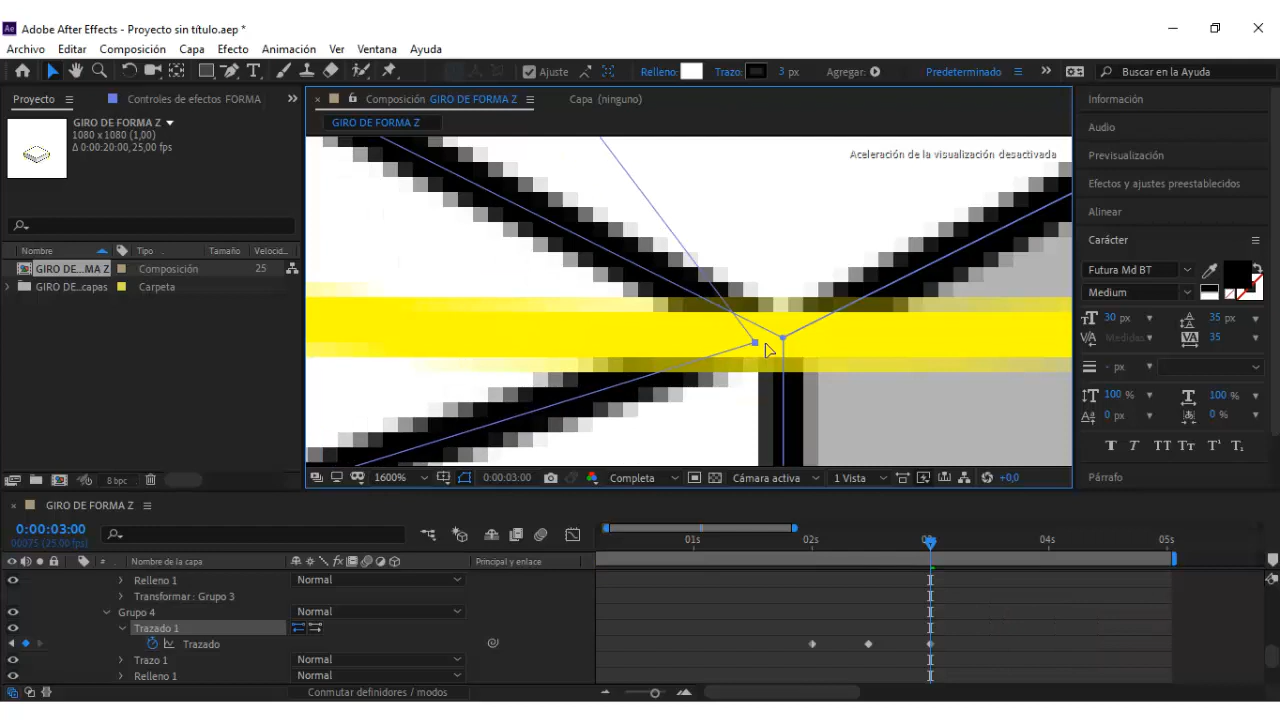 Adobe After Effects - Proyecto sin título.aep *
Archivo Editar Composición Capa Efecto Animación Ver Ventana Ayuda
Ajuste Relleno: Trazo: 3 px Agregar: Predeterminado Buscar en la Ayuda
Proyecto Controles de efectos FORMA
Composición GIRO DE FORMA Z Capa (ninguno)
GIRO DE FORMA Z
GIRO DE FORMA Z
1080 x 1080 (1,00)
Δ 0:00:20:00, 25,00 fps
Aceleración de la visualización desactivada
Nombre Tipo Tamaño Velocid...
GIRO DE...MA Z Composición 25
GIRO DE...capas Carpeta
8 bpc
1600% 0:00:03:00 Completa Cámara activa 1 Vista +0,0
Información
Audio
Previsualización
Efectos y ajustes preestablecidos
Alinear
Carácter
Futura Md BT
Medium
30 px 35 px
Medidas 35
- px
100 % 100 %
0 px 0 %
T T TT Tт T¹ T₁
Párrafo
GIRO DE FORMA Z
0:00:03:00
00075 (25.00 fps)
# Nombre de la capa Principal y enlace
01s 02s 03s 04s 05s
Relleno 1 Normal
Transformar : Grupo 3
Grupo 4 Normal
Trazado 1
Trazado
Trazo 1 Normal
Relleno 1 Normal
Conmutar definidores / modos